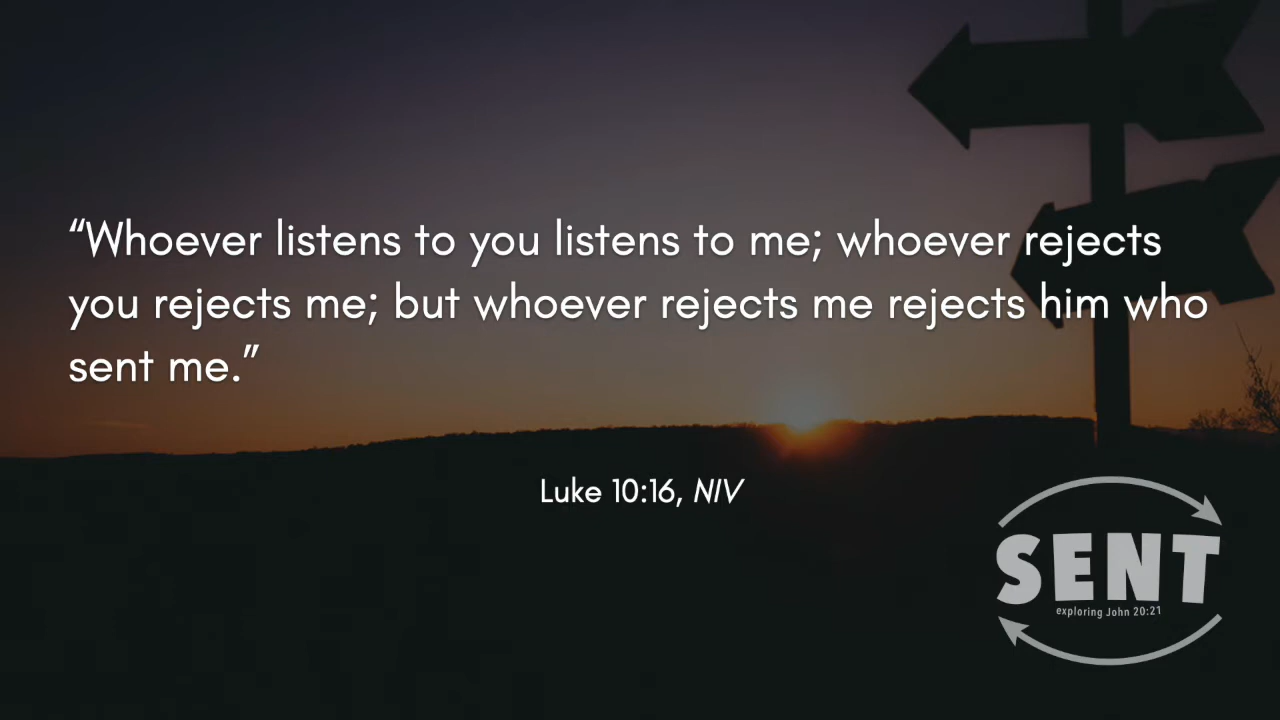 “Whoever listens to you listens to me; whoever rejects
you rejects me; but whoever rejects me rejects him who
sent me.”
Luke 10:16, NIV
SENT
exploring John 20:21